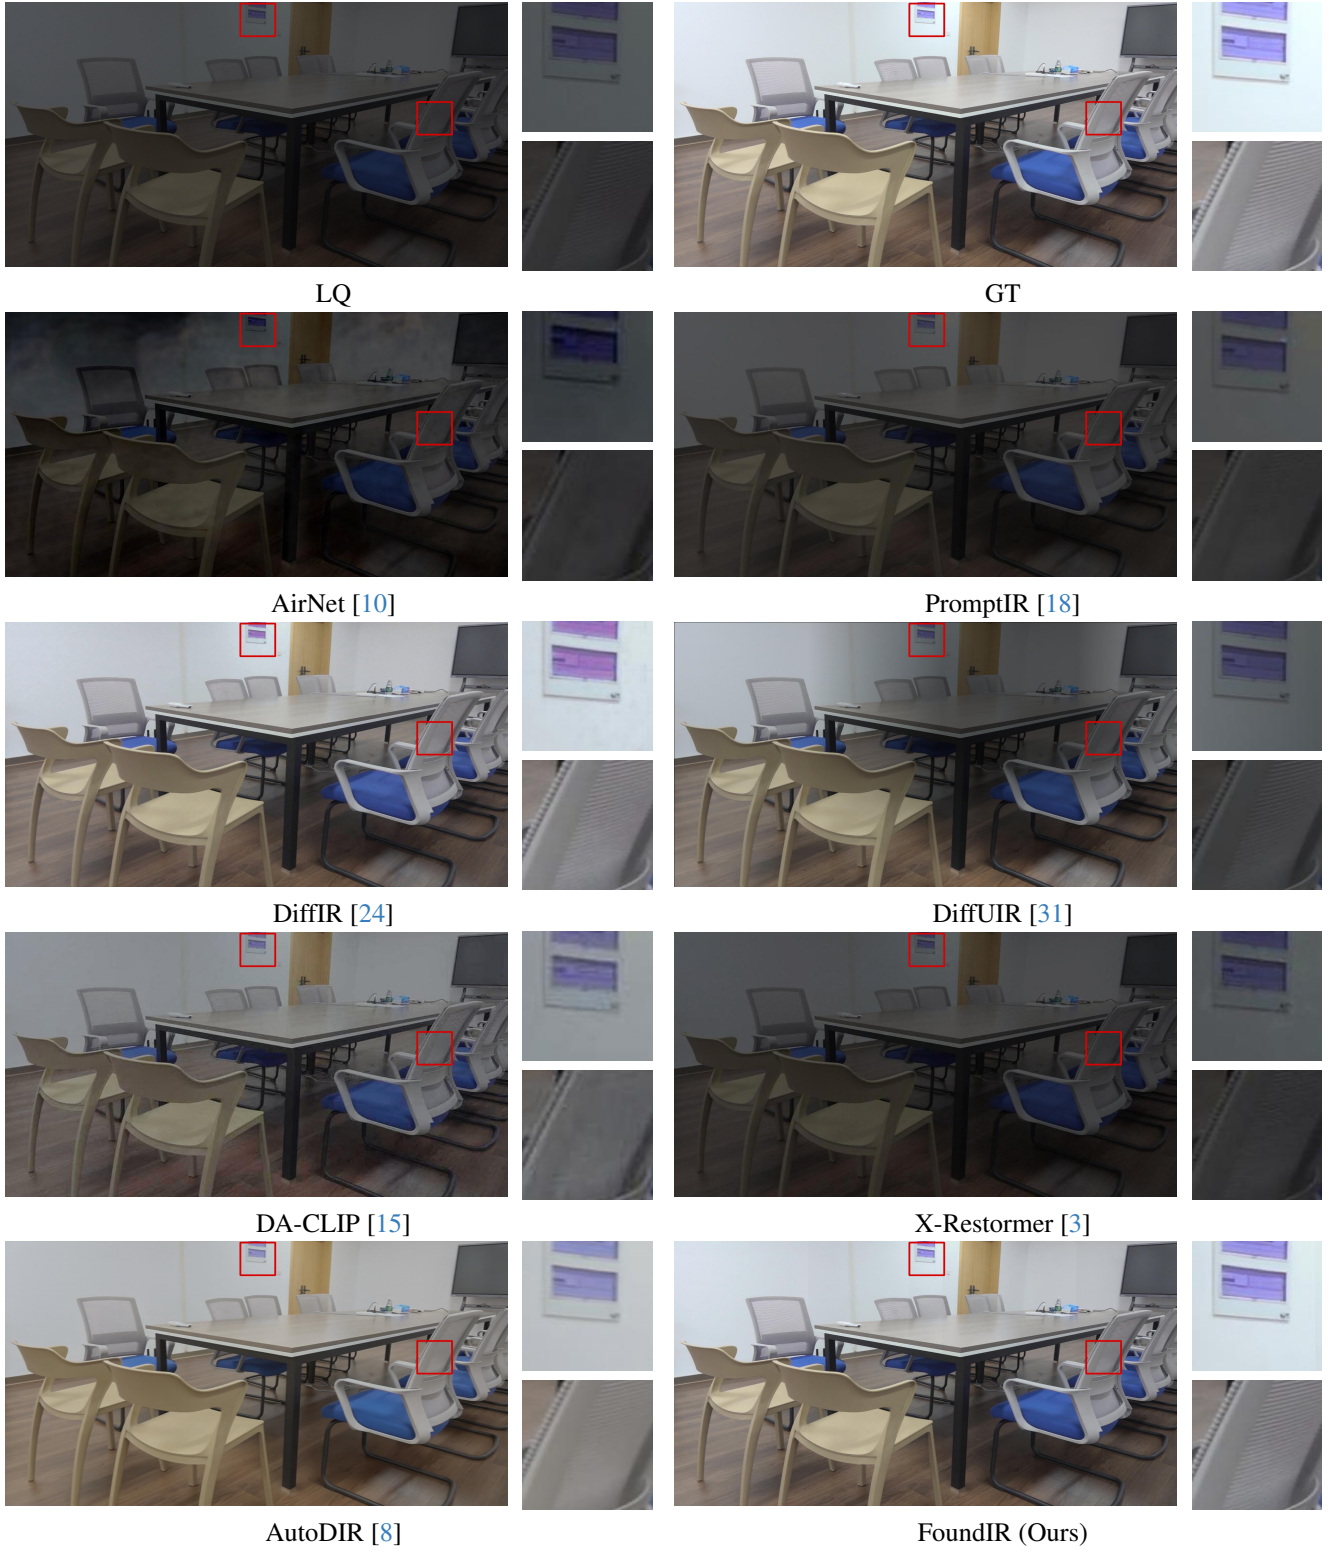 LQ
GT
AirNet [10]
PromptIR [18]
DiffIR [24]
DiffUIR [31]
DA-CLIP [15]
X-Restormer [3]
AutoDIR [8]
FoundIR (Ours)